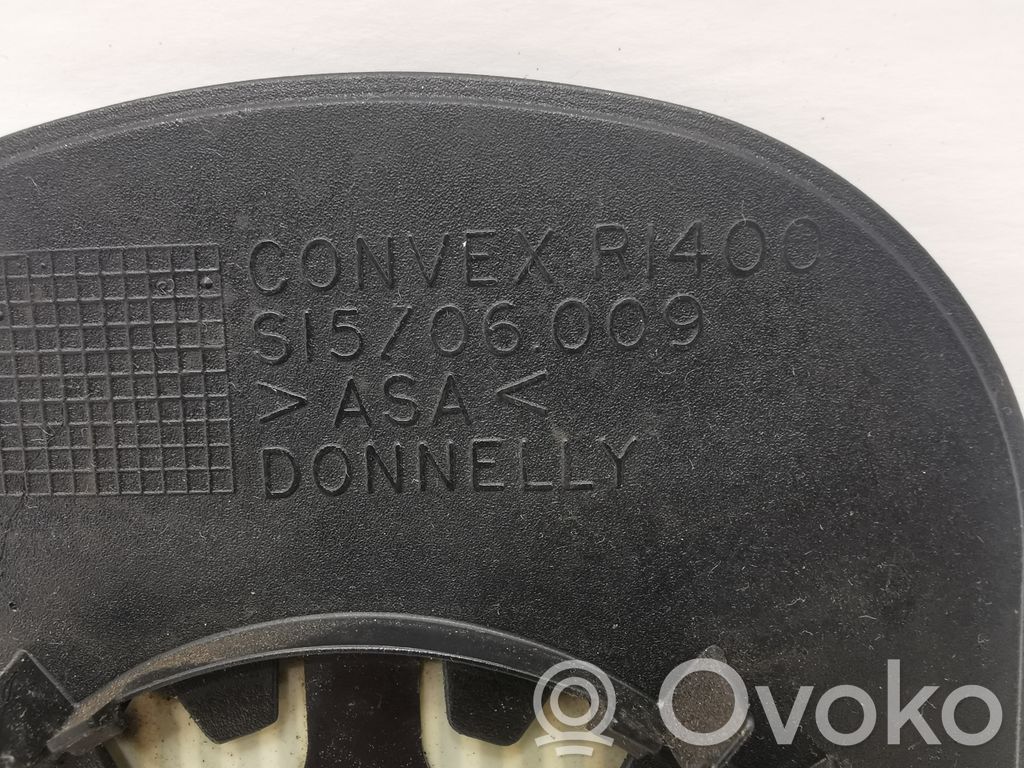 CONVEX R1400
S15706.009
>ASA<
DONNELLY
Ovoko